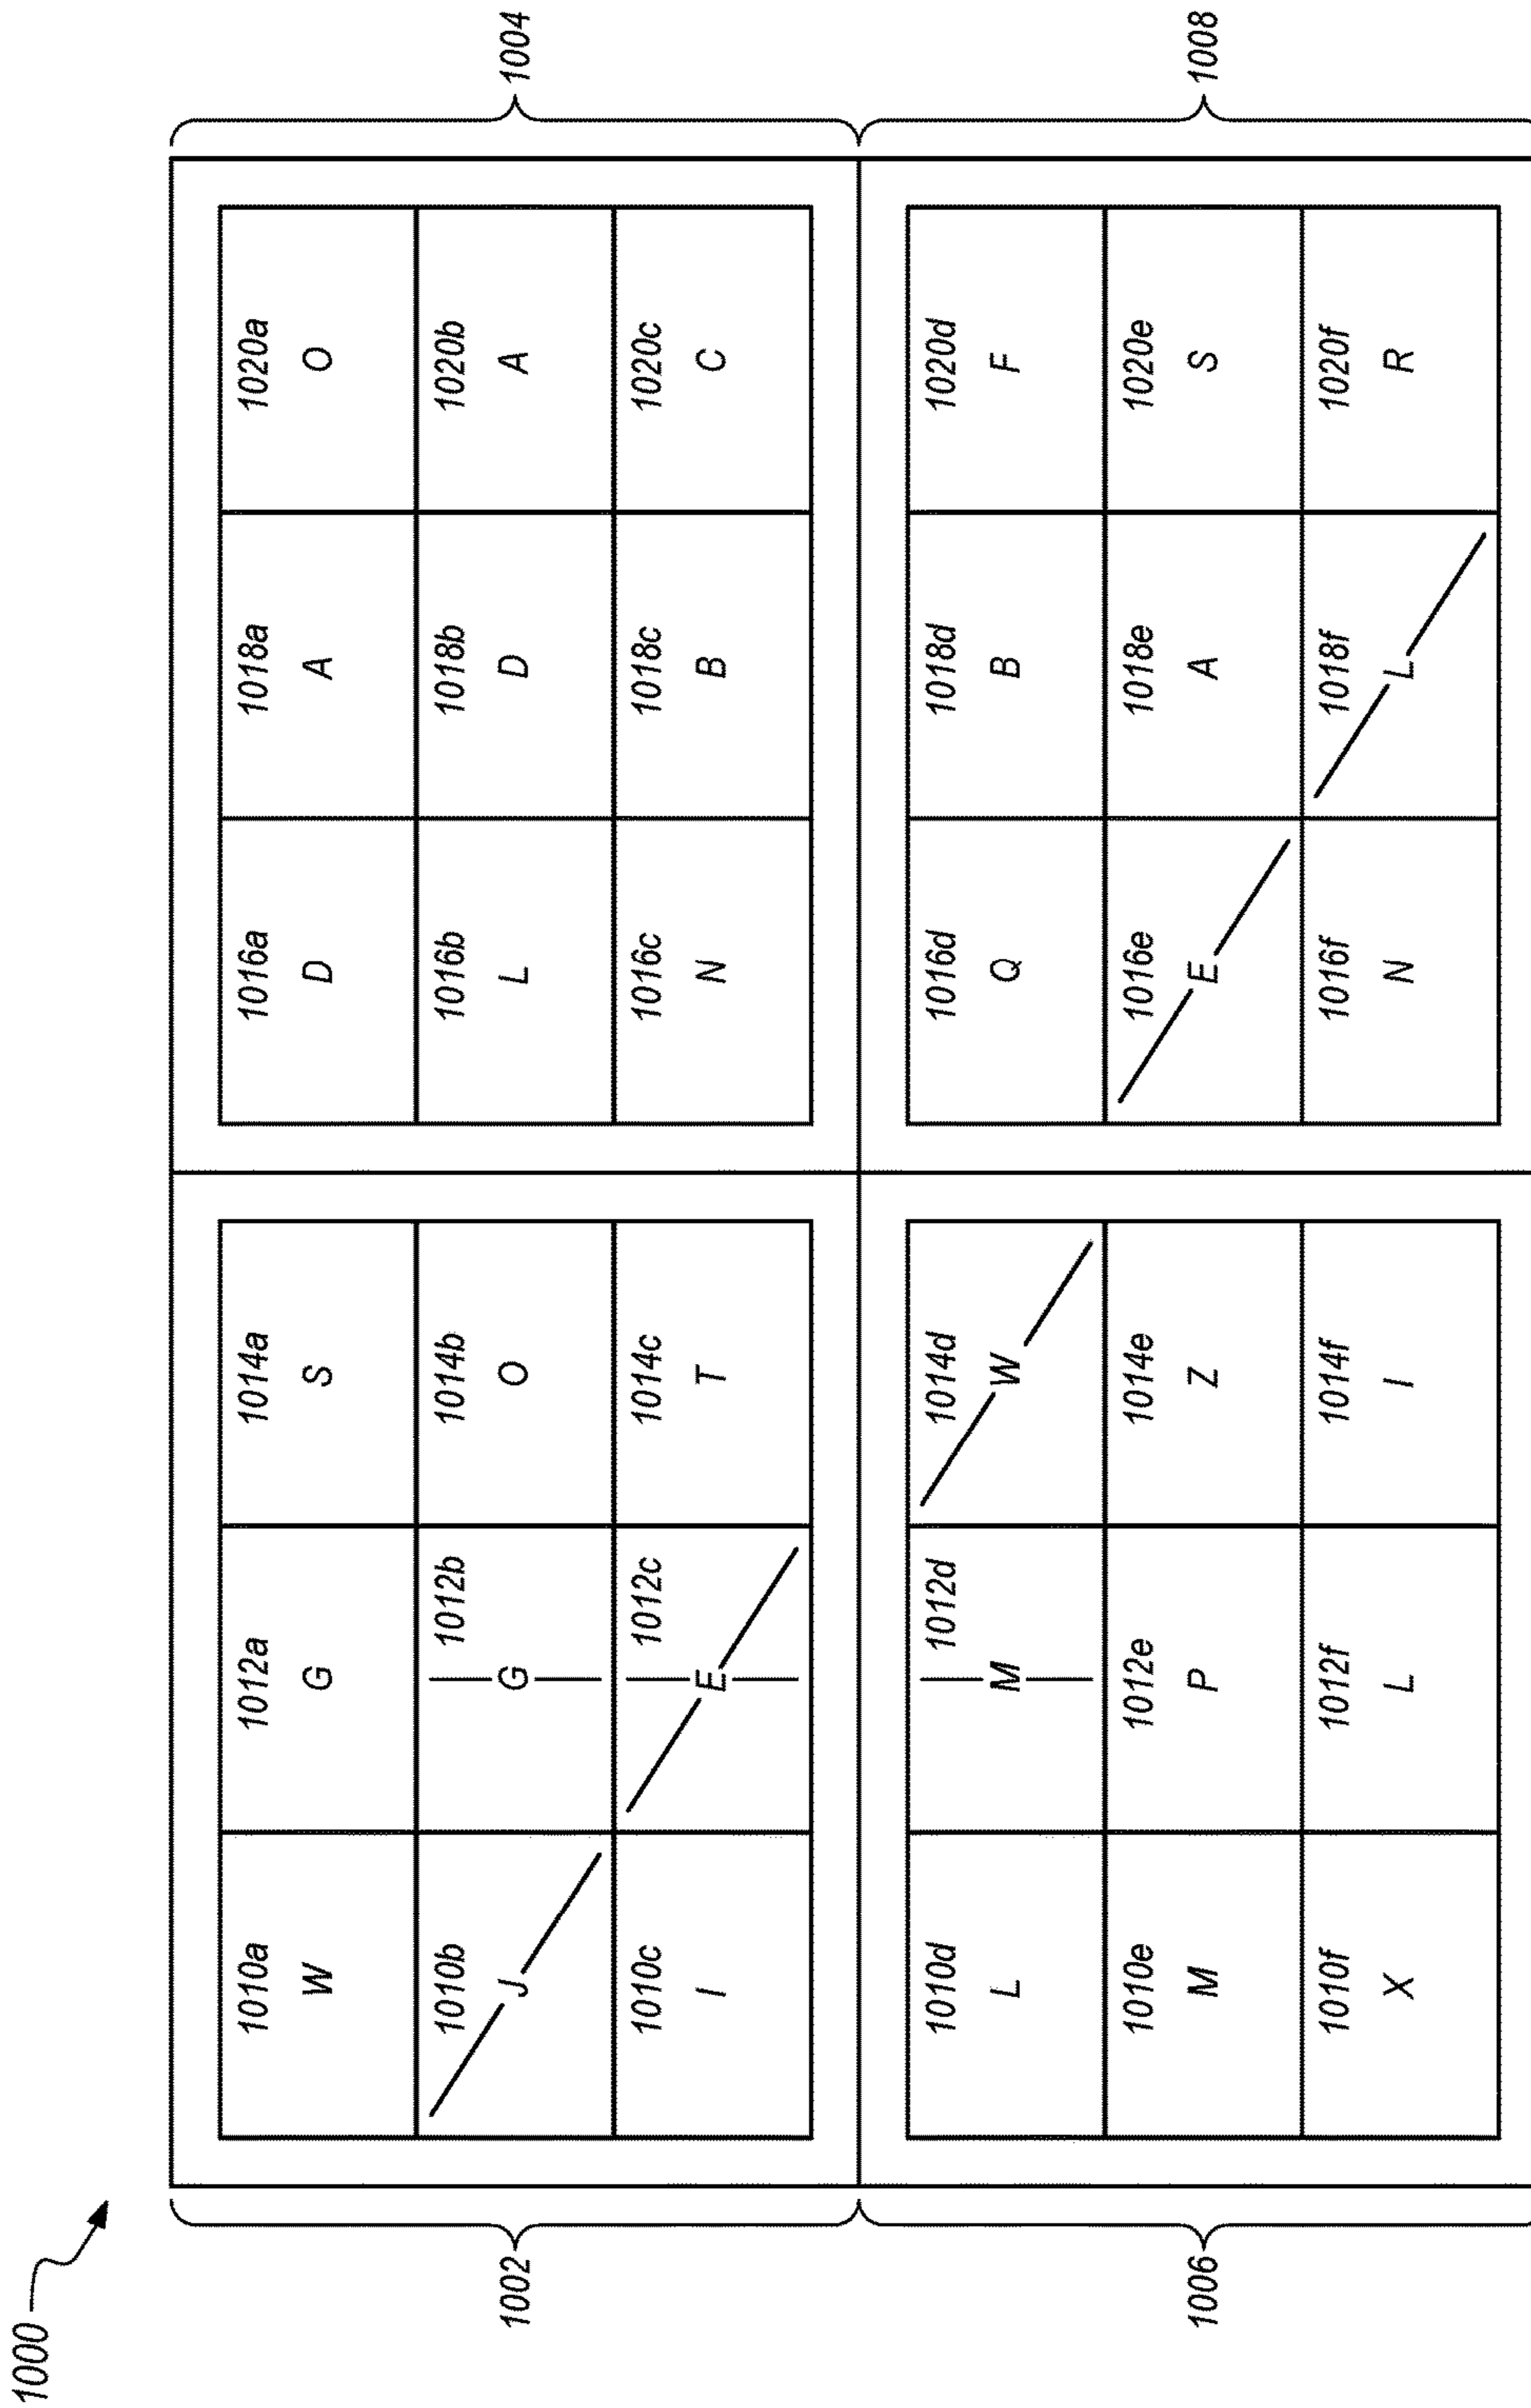 1000
1010a 1012a 1014a 1016a 1018a 1020a
W G S D A O
1010b 1012b 1014b 1016b 1018b 1020b
J G O L D A
1002 1004
1010c 1012c 1014c 1016c 1018c 1020c
I E T N B C
1010d 1012d 1014d 1016d 1018d 1020d
L M W Q B F
1010e 1012e 1014e 1016e 1018e 1020e
M P Z E A S
1006 1008
1010f 1012f 1014f 1016f 1018f 1020f
X L I N L R